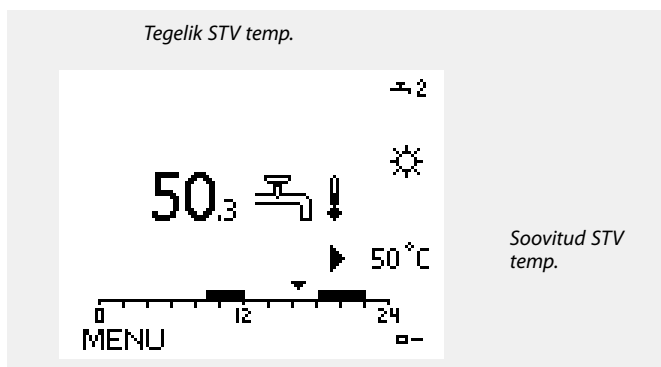 Tegelik STV temp.
2
50.3
50°C
Soovitud STV
temp.
0 12 24
MENU